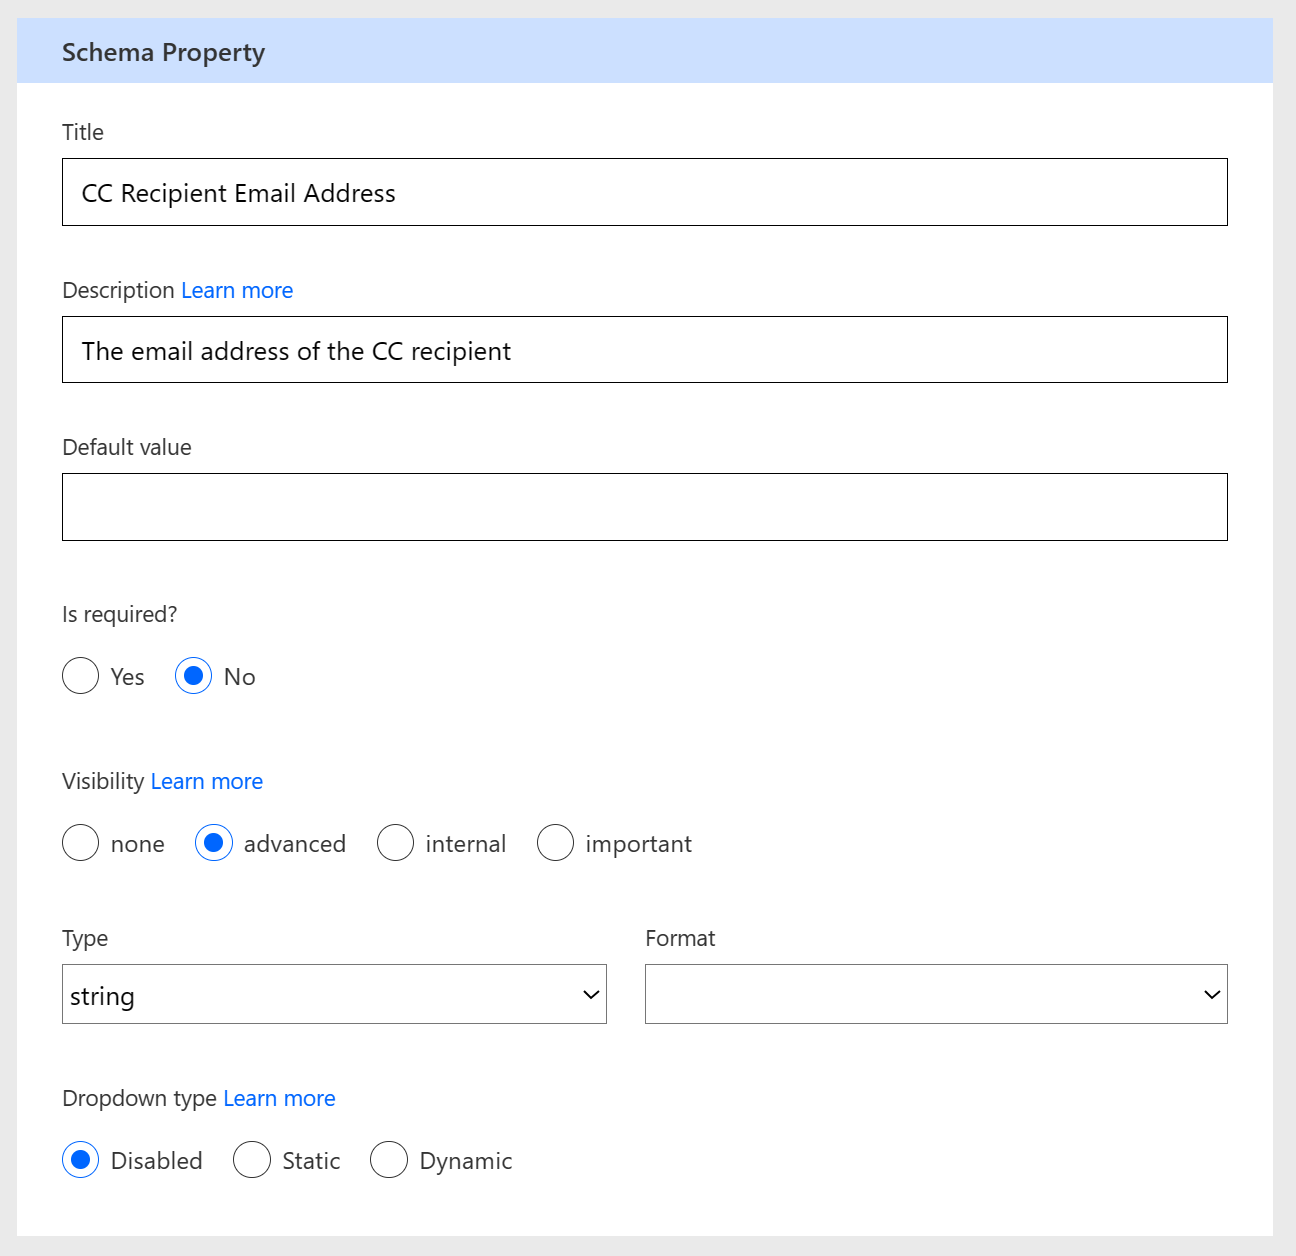 Schema Property
Title
CC Recipient Email Address
Description Learn more
The email address of the CC recipient
Default value
Is required?
Yes No
Visibility Learn more
none advanced internal important
Type Format
string
Dropdown type Learn more
Disabled Static Dynamic